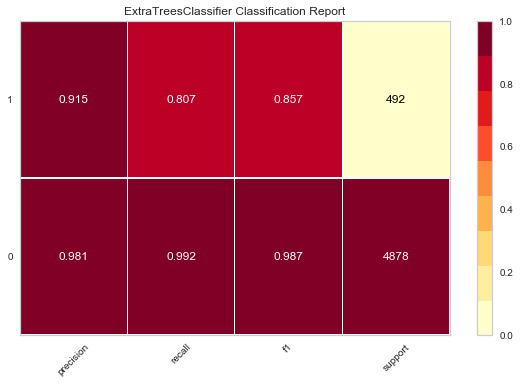 ExtraTreesClassifier Classification Report
1 0.915 0.807 0.857 492
0 0.981 0.992 0.987 4878
precision recall f1 support
1.0
0.8
0.6
0.4
0.2
0.0